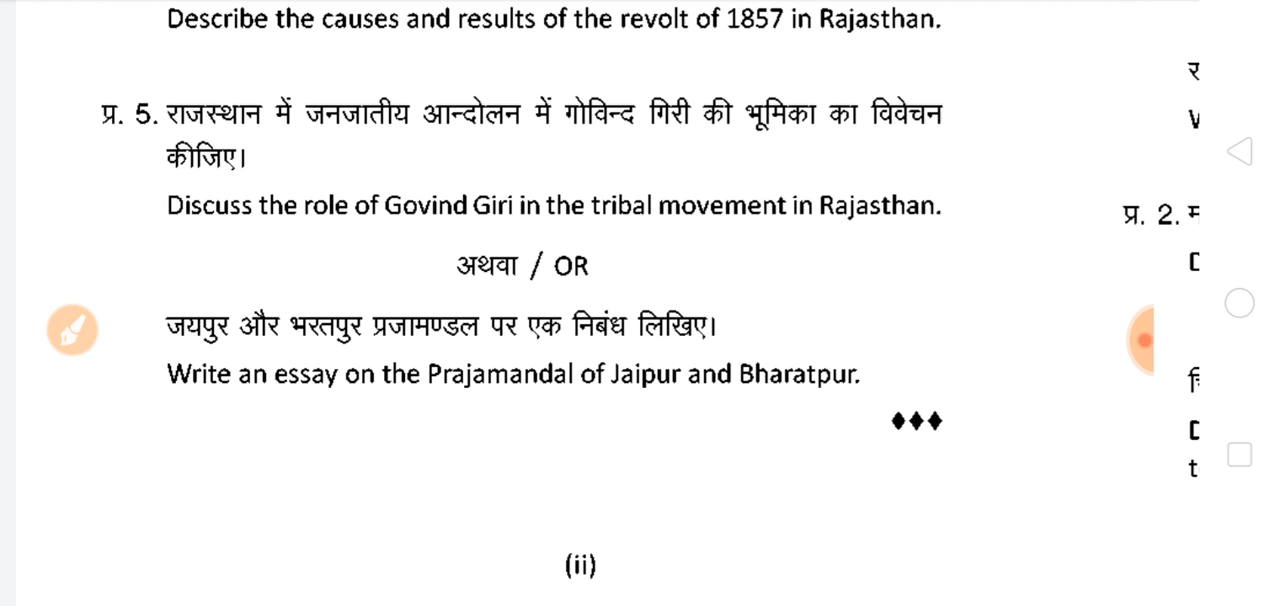 Describe the causes and results of the revolt of 1857 in Rajasthan.
प्र. 5. राजस्थान में जनजातीय आन्दोलन में गोविन्द गिरी की भूमिका का विवेचन
कीजिए।
Discuss the role of Govind Giri in the tribal movement in Rajasthan.
अथवा / OR
जयपुर और भरतपुर प्रजामण्डल पर एक निबंध लिखिए।
Write an essay on the Prajamandal of Jaipur and Bharatpur.
♦♦♦
(ii)
प्र. 2.